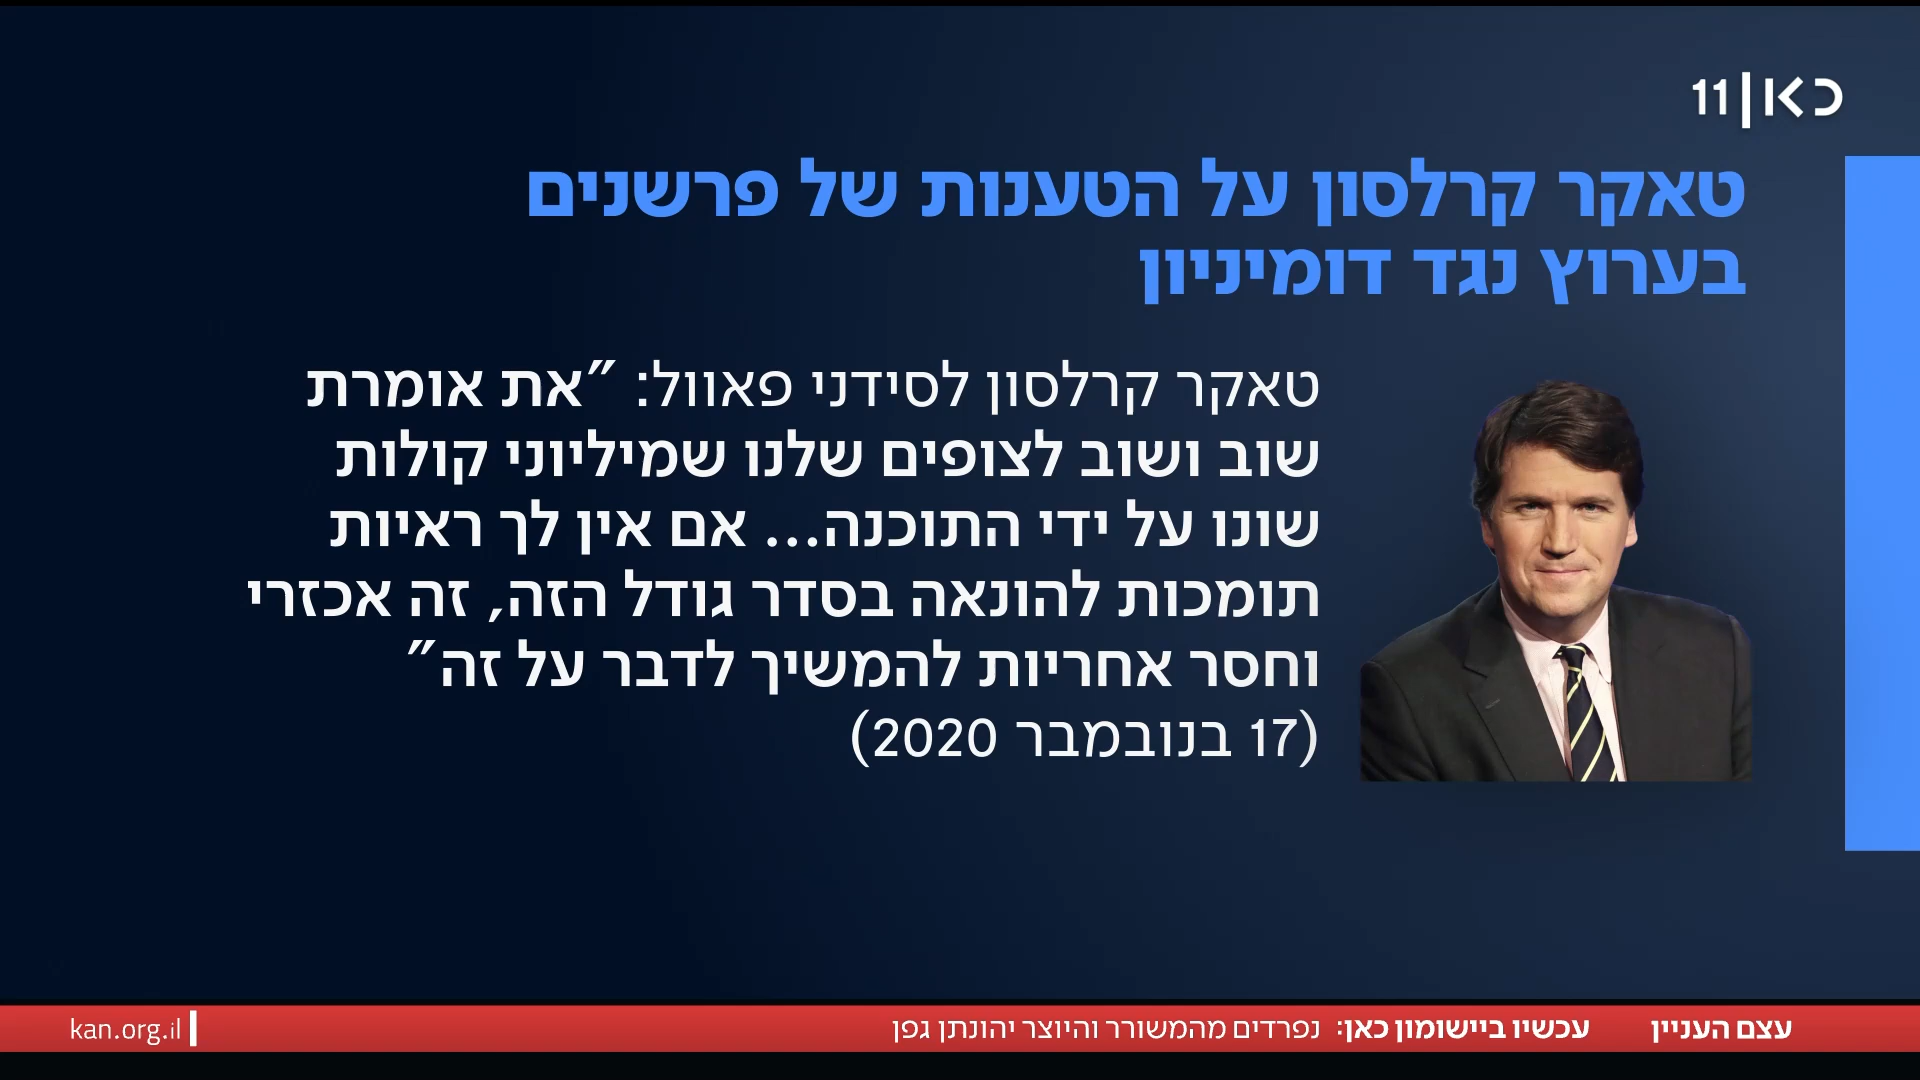 כאן 11
טאקר קרלסון על הטענות של פרשנים
בערוץ נגד דומיניון
טאקר קרלסון לסידני פאוול: "את אומרת
שוב ושוב לצופים שלנו שמיליוני קולות
שונו על ידי התוכנה... אם אין לך ראיות
תומכות להונאה בסדר גודל הזה, זה אכזרי
וחסר אחריות להמשיך לדבר על זה"
(17 בנובמבר 2020)
עצם העניין עכשיו ביישומון כאן: נפרדים מהמשורר והיוצר יהונתן גפן kan.org.il